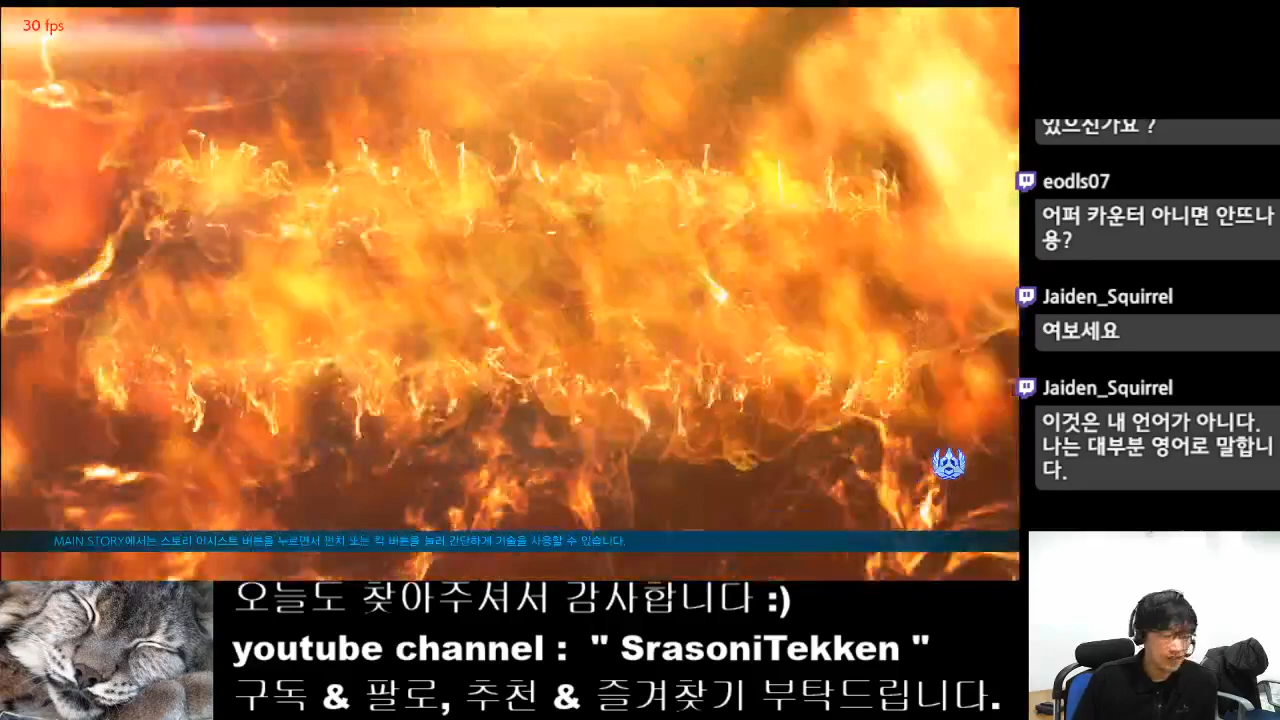 30 fps
있으신가요 ?
eodls07
어퍼 카운터 아니면 안뜨나
용?
Jaiden_Squirrel
여보세요
Jaiden_Squirrel
이것은 내 언어가 아니다.
나는 대부분 영어로 말합니
다.
MAIN STORY에서는 스토리 어시스트 버튼을 누르면서 펀치 또는 킥 버튼을 눌러 간단하게 기술을 사용할 수 있습니다.
오늘도 찾아주셔서 감사합니다 :)
youtube channel : " SrasoniTekken "
구독 & 팔로, 추천 & 즐겨찾기 부탁드립니다.